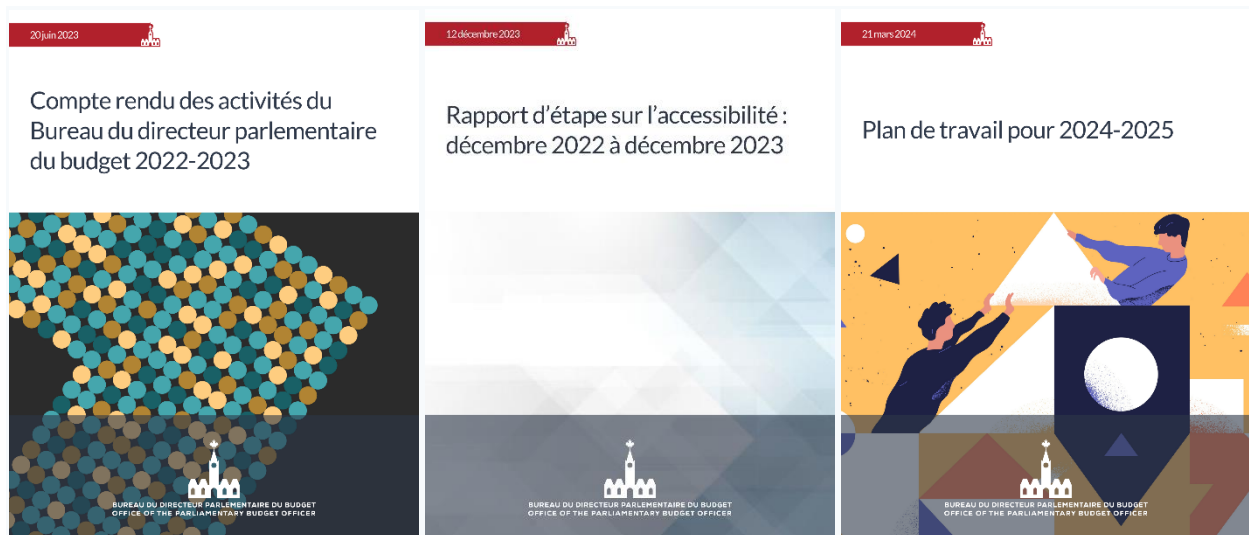 20 juin 2023
Compte rendu des activités du
Bureau du directeur parlementaire
du budget 2022-2023
BUREAU DU DIRECTEUR PARLEMENTAIRE DU BUDGET
OFFICE OF THE PARLIAMENTARY BUDGET OFFICER
12 décembre 2023
Rapport d’étape sur l’accessibilité :
décembre 2022 à décembre 2023
BUREAU DU DIRECTEUR PARLEMENTAIRE DU BUDGET
OFFICE OF THE PARLIAMENTARY BUDGET OFFICER
21 mars 2024
Plan de travail pour 2024-2025
BUREAU DU DIRECTEUR PARLEMENTAIRE DU BUDGET
OFFICE OF THE PARLIAMENTARY BUDGET OFFICER